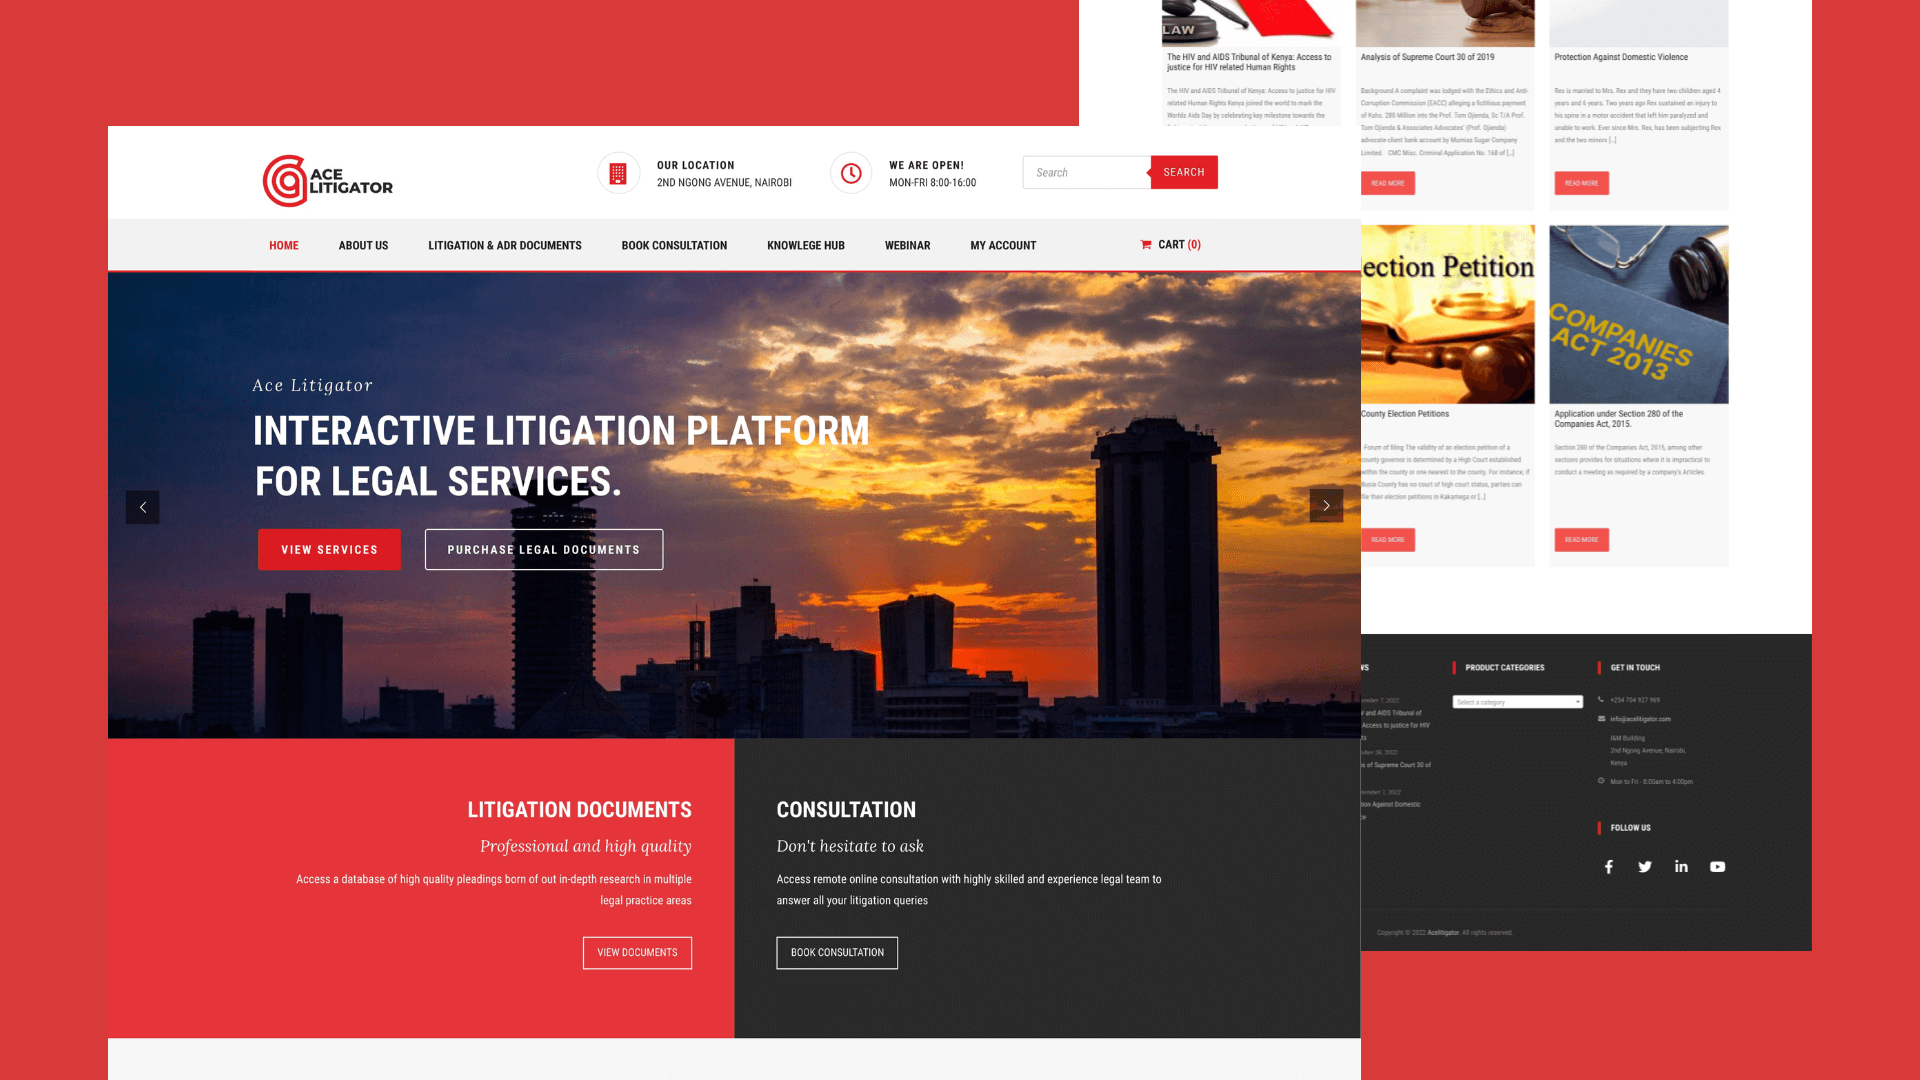 ACE
LITIGATOR
OUR LOCATION
2ND NGONG AVENUE, NAIROBI
WE ARE OPEN!
MON-FRI 8:00-16:00
Search
SEARCH
HOME
ABOUT US
LITIGATION & ADR DOCUMENTS
BOOK CONSULTATION
KNOWLEGE HUB
WEBINAR
MY ACCOUNT
CART (0)
Ace Litigator
INTERACTIVE LITIGATION PLATFORM
FOR LEGAL SERVICES.
VIEW SERVICES
PURCHASE LEGAL DOCUMENTS
LITIGATION DOCUMENTS
Professional and high quality
Access a database of high quality pleadings born of out in-depth research in multiple
legal practice areas
VIEW DOCUMENTS
CONSULTATION
Don't hesitate to ask
Access remote online consultation with highly skilled and experience legal team to
answer all your litigation queries
BOOK CONSULTATION
LAW
The HIV and AIDS Tribunal of Kenya: Access to
justice for HIV related Human Rights
The HIV and AIDS Tribunal of Kenya: Access to justice for HIV
related Human Rights Kenya joined the world to mark the
Worlds Aids Day by celebrating key milestone towards the
Analysis of Supreme Court 30 of 2019
Background A complaint was lodged with the Ethics and Anti-
Corruption Commission (EACC) alleging a fictitious payment
of Kshs. 280 Million into the Prof. Tom Ojienda, Sc T/A Prof.
Tom Ojienda & Associates Advocates' (Prof. Ojienda)
advocate-client bank account by Mumias Sugar Company
Limited. CMC Misc. Criminal Application No. 168 of [...]
READ MORE
Protection Against Domestic Violence
Rex is married to Mrs. Rex and they have two children aged 4
years and 6 years. Two years ago Rex sustained an injury to
his spine in a motor accident that left him paralyzed and
unable to work. Ever since Mrs. Rex, has been subjecting Rex
and the two minors [...]
READ MORE
ection Petition
County Election Petitions
Forum of filing The validity of an election petition of a
county governor is determined by a High Court established
within the county or one nearest to the county. For instance, if
Busia County has no court of high court status, parties can
file their election petitions in Kakamega or [...]
READ MORE
COMPANIES
ACT 2013
Application under Section 280 of the
Companies Act, 2015.
Section 280 of the Companies Act, 2015, among other
sections provides for situations where it is impractical to
conduct a meeting as required by a company's Articles.
READ MORE
WS
ember 7, 2022
V and AIDS Tribunal of
Access to justice for HIV
ts
ober 26, 2022
is of Supreme Court 30 of
vember 1, 2022
tion Against Domestic
ce
PRODUCT CATEGORIES
Select a category
GET IN TOUCH
+254 704 927 969
info@acelitigator.com
I&M Building
2nd Ngong Avenue, Nairobi,
Kenya
Mon to Fri - 8:00am to 4:00pm
FOLLOW US
Copyright © 2022 Acelitigator. All rights reserved.